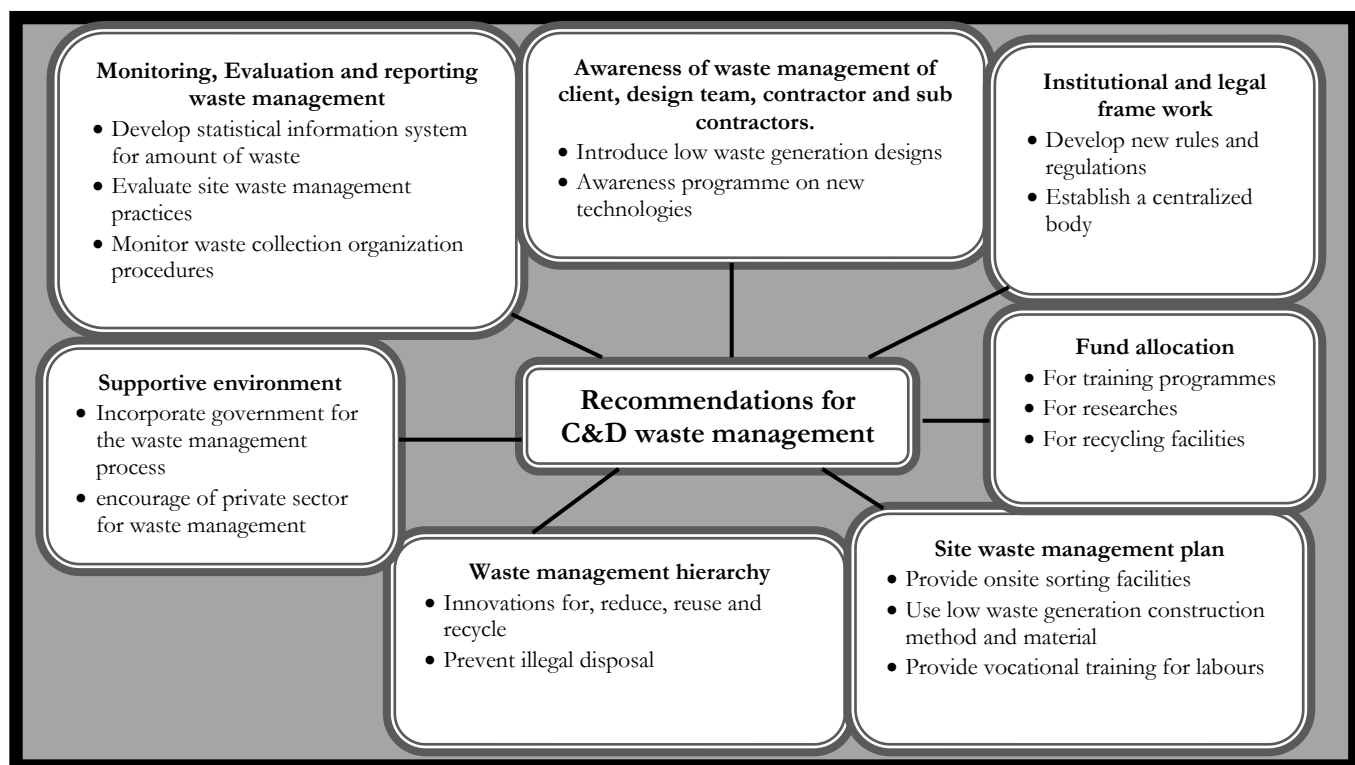 Monitoring, Evaluation and reporting
waste management
• Develop statistical information system
for amount of waste
• Evaluate site waste management
practices
• Monitor waste collection organization
procedures
Awareness of waste management of
client, design team, contractor and sub
contractors.
• Introduce low waste generation designs
• Awareness programme on new
technologies
Institutional and legal
frame work
• Develop new rules and
regulations
• Establish a centralized
body
Supportive environment
• Incorporate government for
the waste management
process
• encourage of private sector
for waste management
Recommendations for
C&D waste management
Fund allocation
• For training programmes
• For researches
• For recycling facilities
Waste management hierarchy
• Innovations for, reduce, reuse and
recycle
• Prevent illegal disposal
Site waste management plan
• Provide onsite sorting facilities
• Use low waste generation construction
method and material
• Provide vocational training for labours